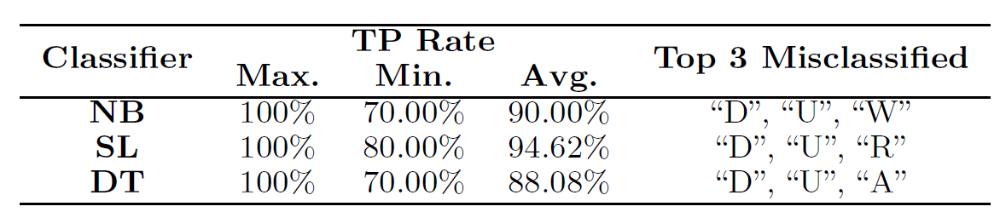 Classifier TP Rate Top 3 Misclassified
Max. Min. Avg.
NB 100% 70.00% 90.00% “D”, “U”, “W”
SL 100% 80.00% 94.62% “D”, “U”, “R”
DT 100% 70.00% 88.08% “D”, “U”, “A”